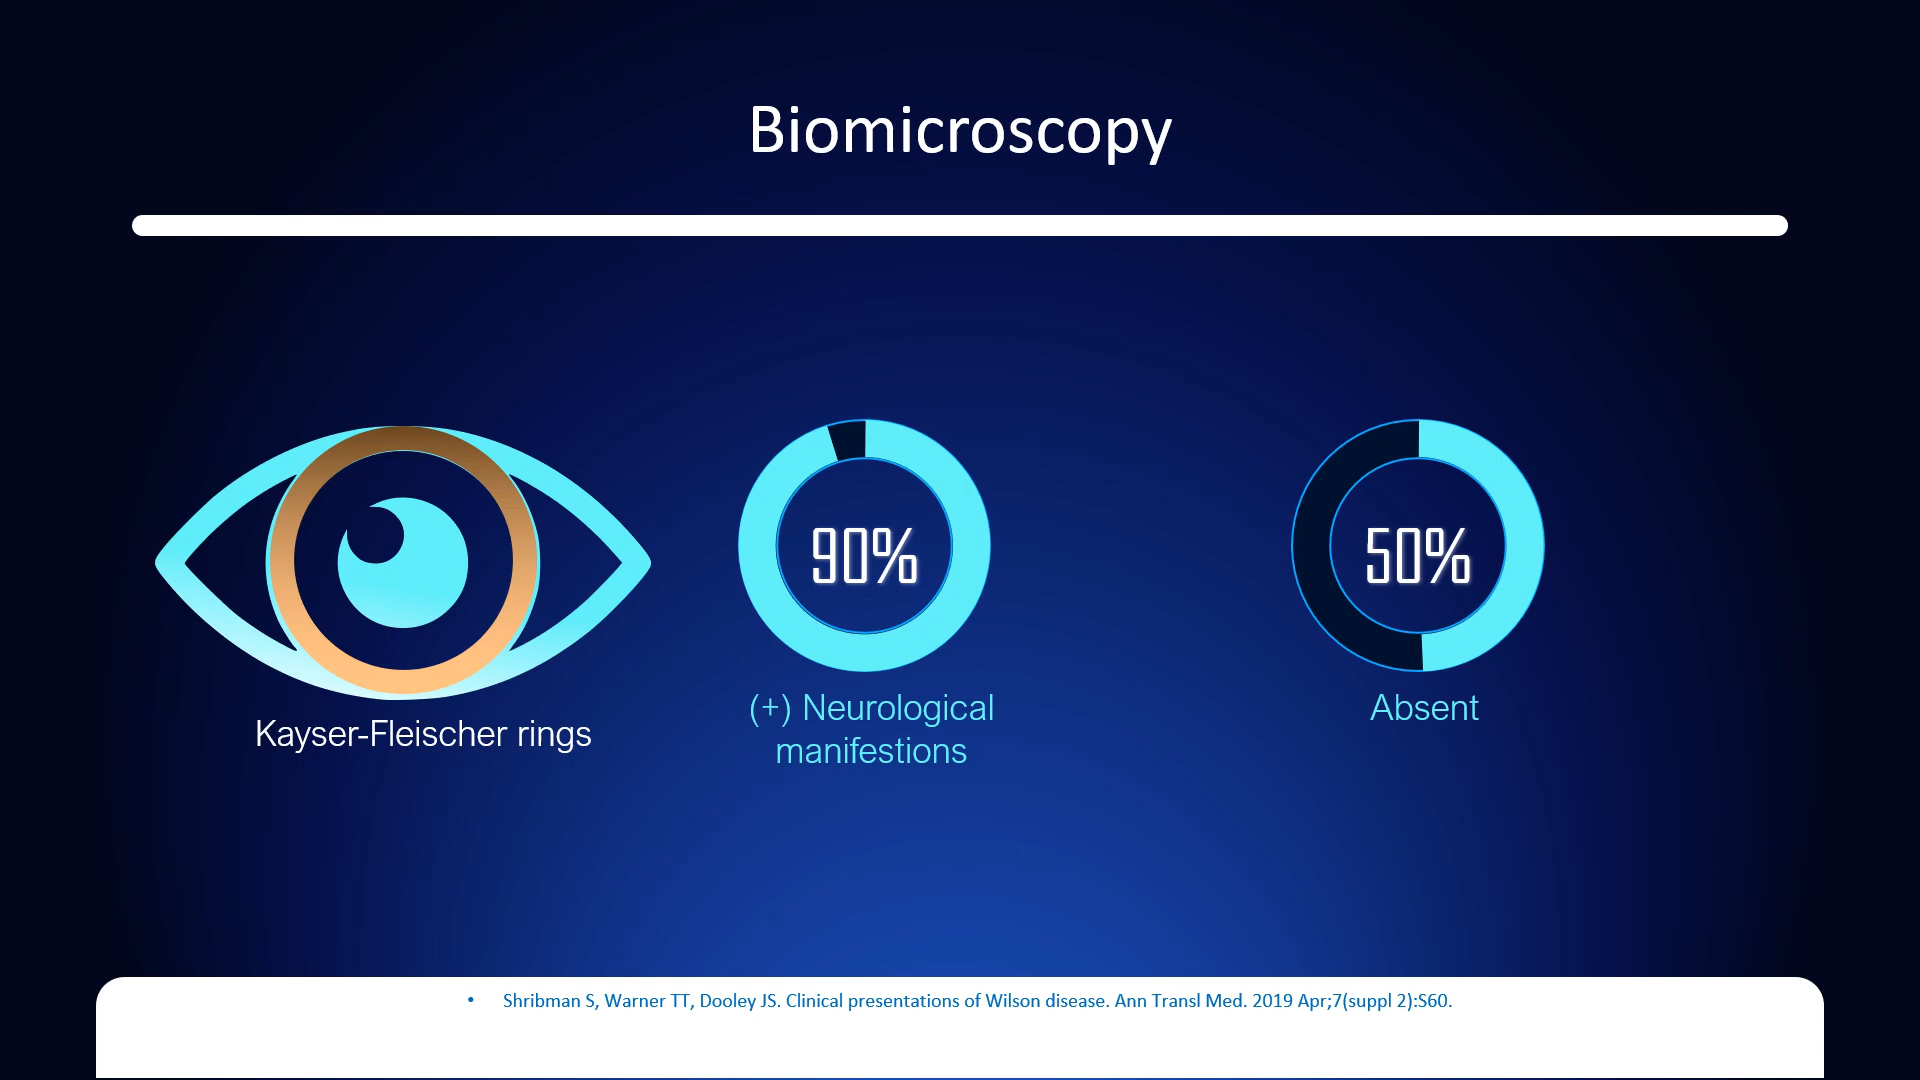 Biomicroscopy
90%
50%
Kayser-Fleischer rings
(+) Neurological
manifestions
Absent
• Shribman S, Warner TT, Dooley JS. Clinical presentations of Wilson disease. Ann Transl Med. 2019 Apr;7(suppl 2):S60.